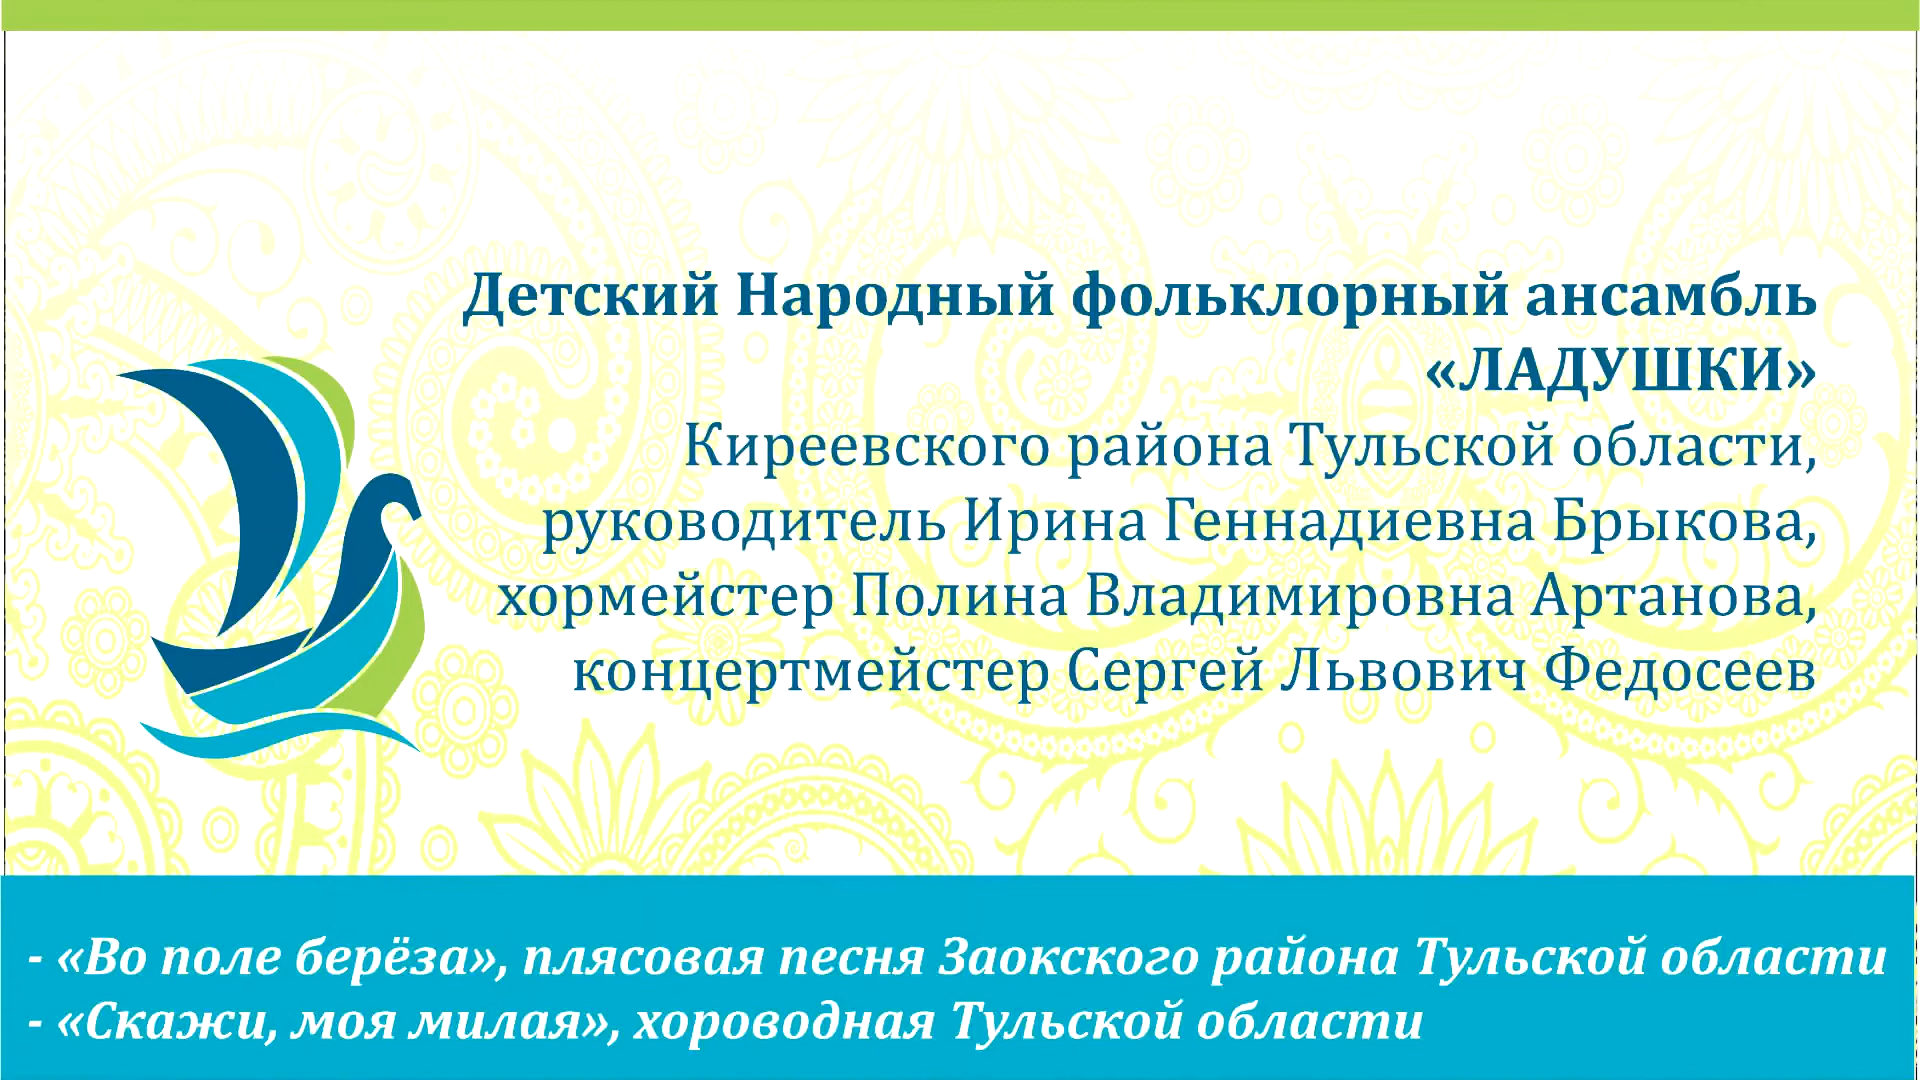 Детский Народный фольклорный ансамбль
«ЛАДУШКИ»
Киреевского района Тульской области,
руководитель Ирина Геннадиевна Брыкова,
хормейстер Полина Владимировна Артанова,
концертмейстер Сергей Львович Федосеев
- «Во поле берёза», плясовая песня Заокского района Тульской области
- «Скажи, моя милая», хороводная Тульской области